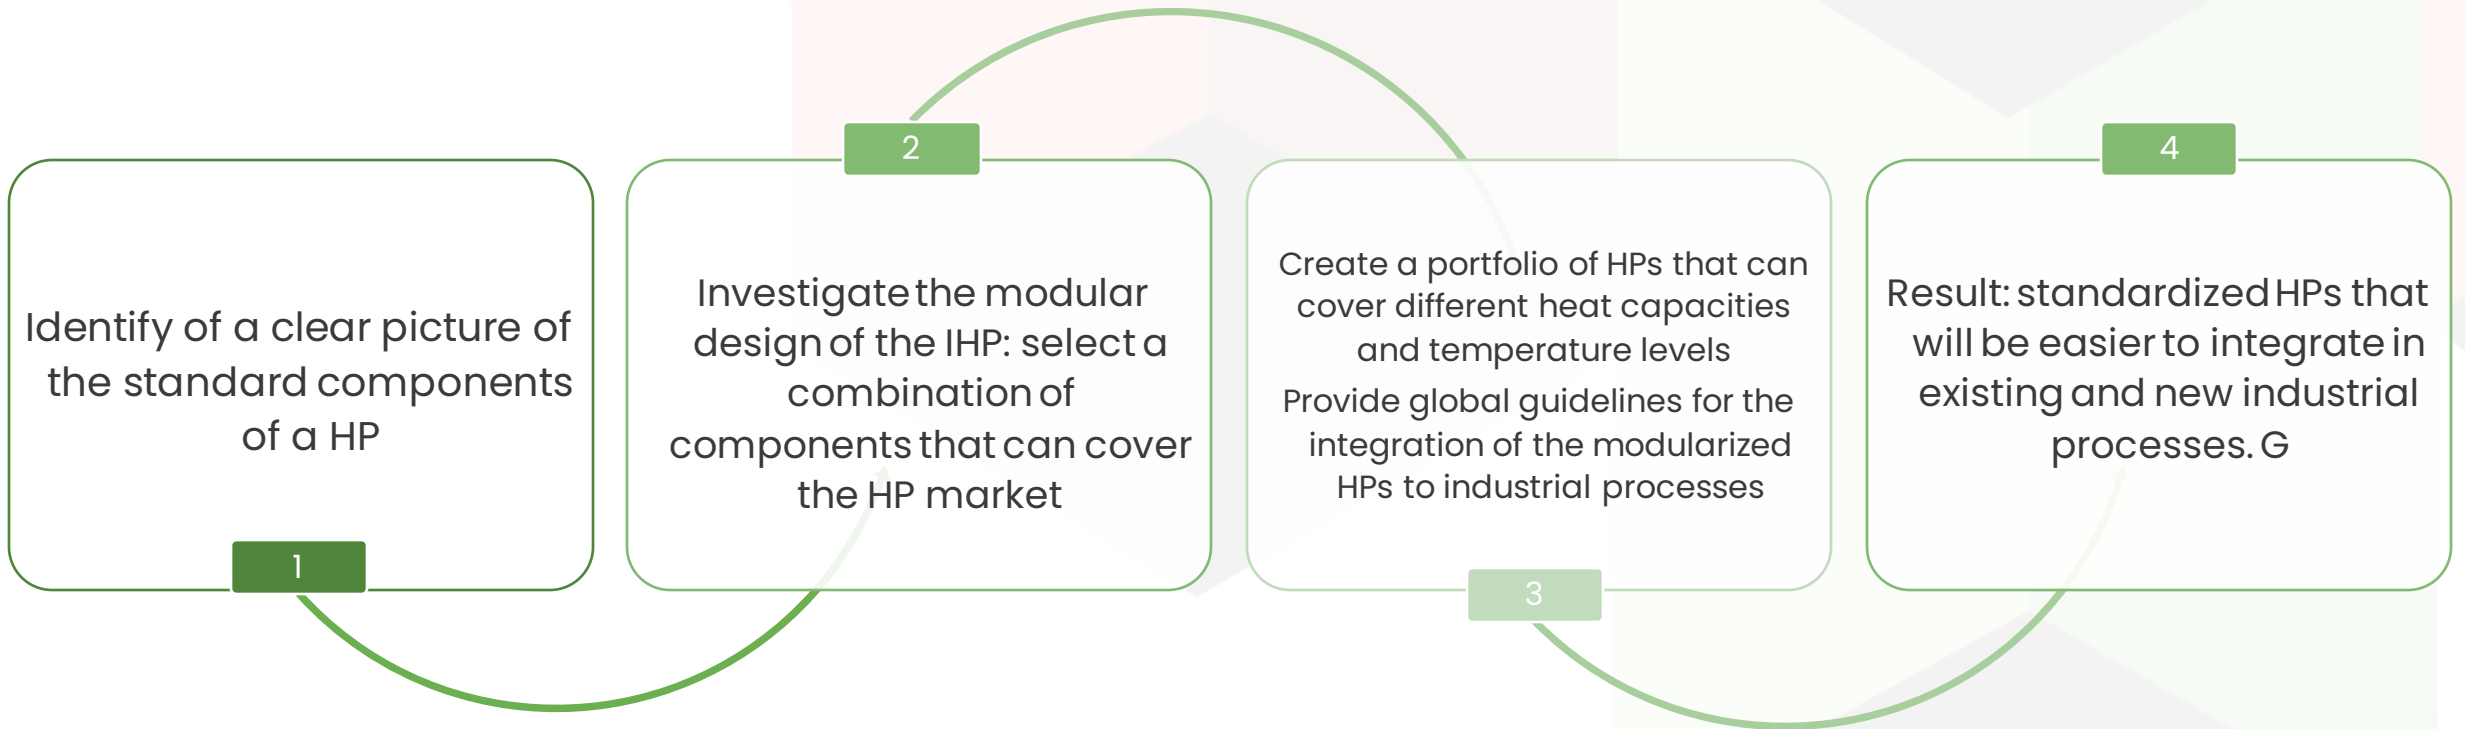 Identify of a clear picture of
the standard components
of a HP
1
2
Investigate the modular
design of the IHP: select a
combination of
components that can cover
the HP market
Create a portfolio of HPs that can
cover different heat capacities
and temperature levels
Provide global guidelines for the
integration of the modularized
HPs to industrial processes
3
4
Result: standardized HPs that
will be easier to integrate in
existing and new industrial
processes. G